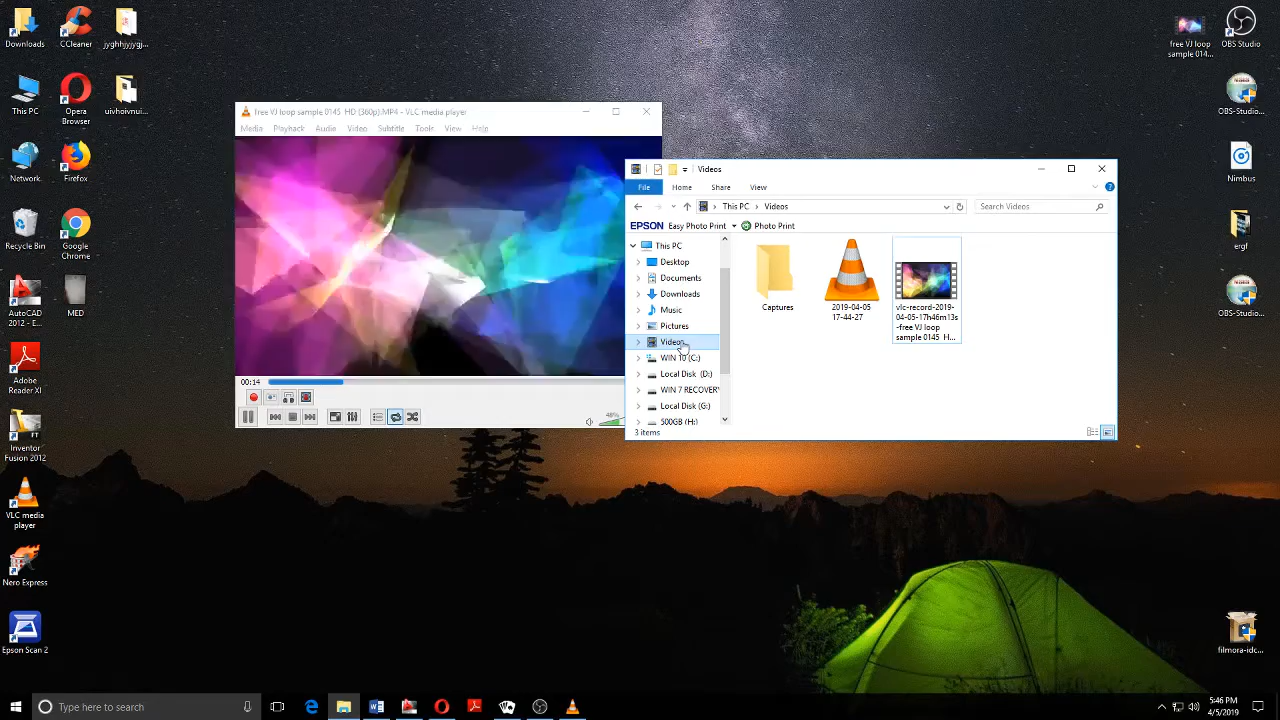 Downloads
CCleaner
jyghhjyjygj...
free VJ loop
sample 014...
OBS Studio
This PC
Opera
Browser
uivhoivnui...
OBS-Studio...
Network
Firefox
Nimbus
Recycle Bin
Google
Chrome
ergf
AutoCAD
2012 - E...
MED
OBS-Studio...
Adobe
Reader XI
Inventor
Fusion 2012
VLC media
player
Nero Express
Epson Scan 2
filmora-idc...
free VJ loop sample 0145 HD (360p).MP4 - VLC media player
Media Playback Audio Video Subtitle Tools View Help
00:14
48%
Videos
File Home Share View
This PC > Videos
Search Videos
EPSON Easy Photo Print Photo Print
This PC
Desktop
Documents
Downloads
Music
Pictures
Videos
WIN 10 (C:)
Local Disk (D:)
WIN 7 RECOVERY
Local Disk (G:)
500GB (H:)
Captures
2019-04-05
17-44-27
vlc-record-2019-
04-05-17h46m13s
-free VJ loop
sample 0145 H...
3 items
Type here to search
5:46 PM
4/5/2019